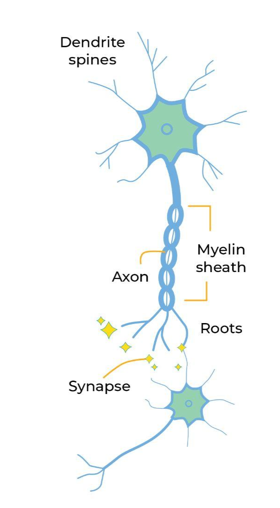 Dendrite
spines
Myelin
sheath
Axon
Roots
Synapse